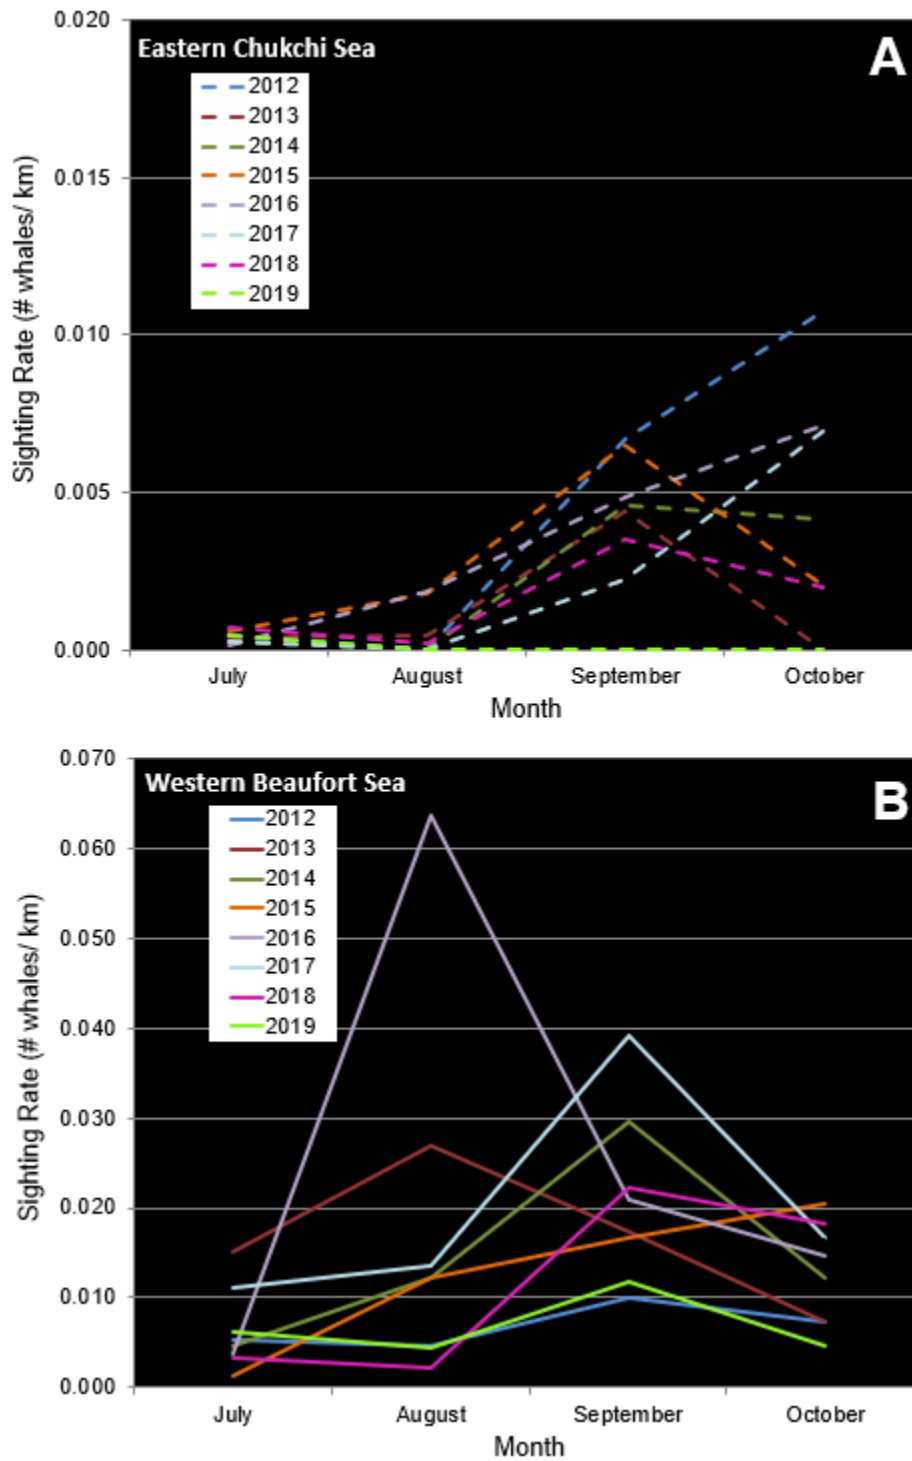 0.020
Eastern Chukchi Sea
A
2012
2013
2014
2015
2016
2017
2018
2019
0.015
0.010
0.005
0.000
Sighting Rate (# whales/ km)
July August September October
Month
0.070
Western Beaufort Sea
B
2012
2013
2014
2015
2016
2017
2018
2019
0.060
0.050
0.040
0.030
0.020
0.010
0.000
Sighting Rate (# whales/ km)
July August September October
Month